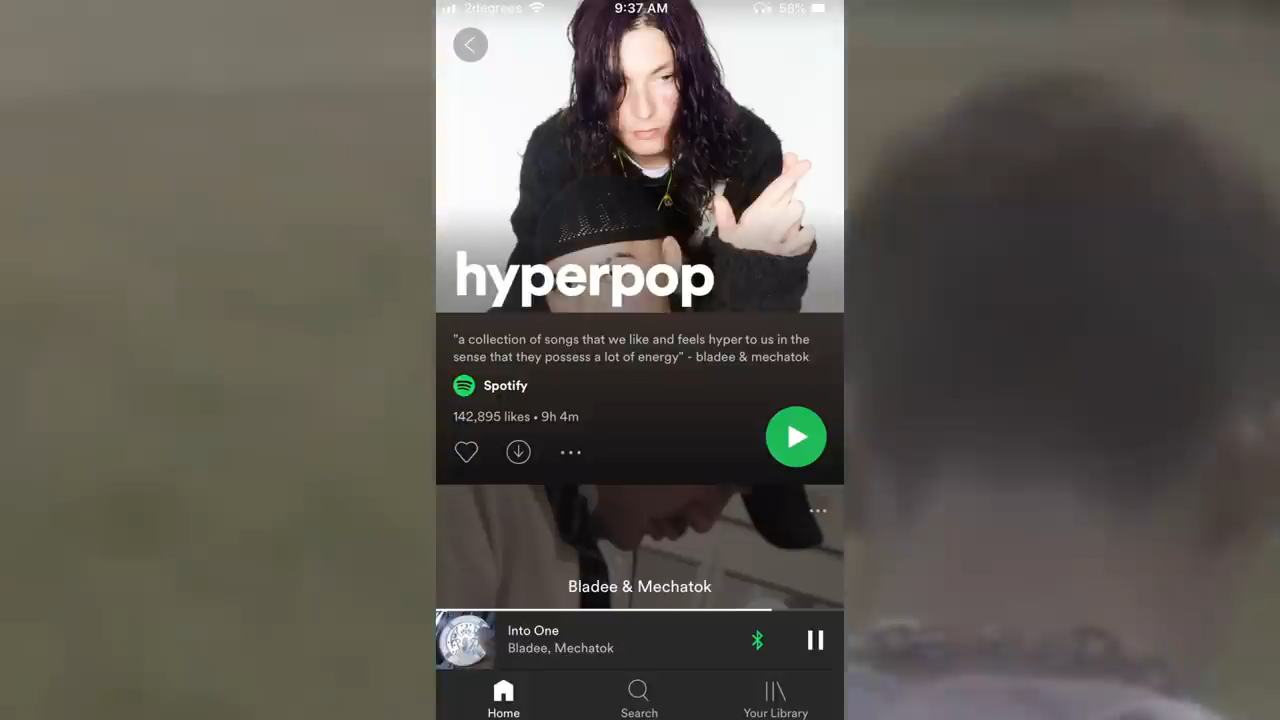 2degrees
9:37 AM
58%
hyperpop
"a collection of songs that we like and feels hyper to us in the
sense that they possess a lot of energy" - bladee & mechatok
Spotify
142,895 likes • 9h 4m
Bladee & Mechatok
Into One
Bladee, Mechatok
Home
Search
Your Library